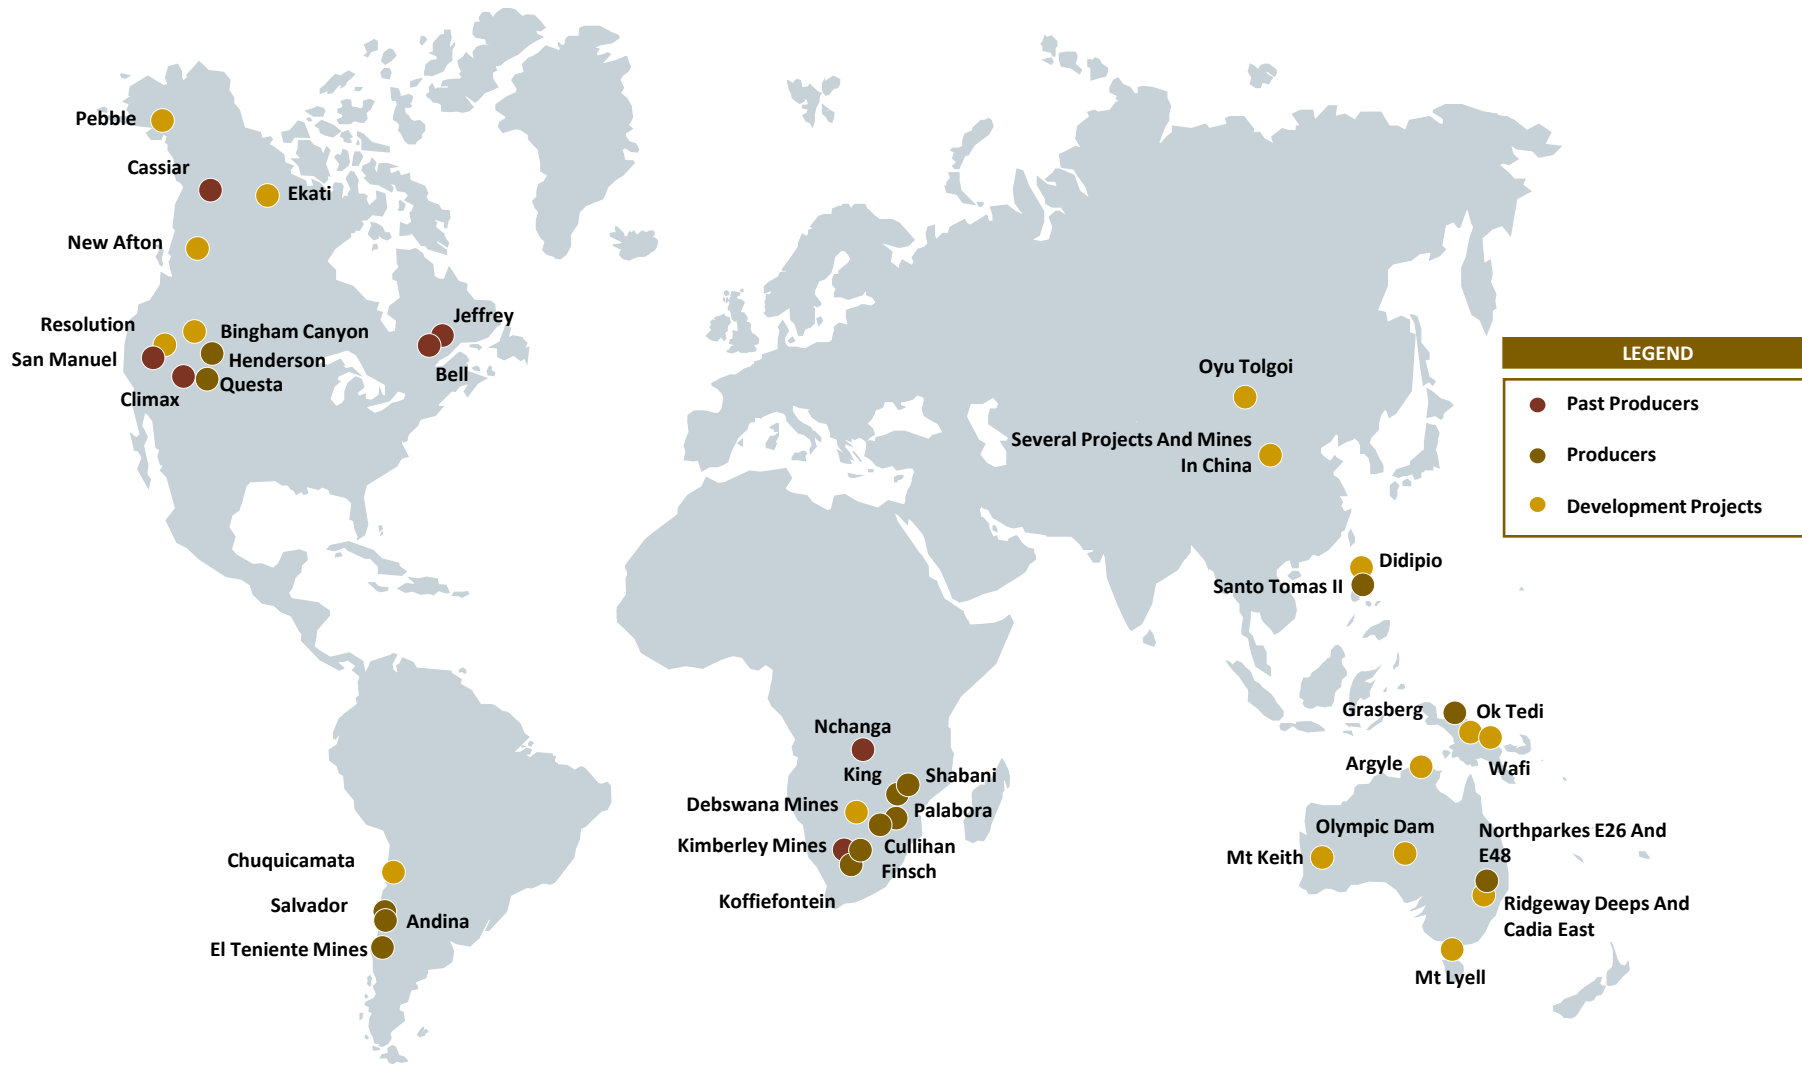 Pebble
Cassiar
Ekati
New Afton
Resolution
Bingham Canyon
San Manuel
Henderson
Questa
Climax
Jeffrey
Bell
LEGEND
Past Producers
Producers
Development Projects
Oyu Tolgoi
Several Projects And Mines
In China
Didipio
Santo Tomas II
Grasberg
Ok Tedi
Wafi
Argyle
Nchanga
King
Shabani
Debswana Mines
Palabora
Kimberley Mines
Cullihan
Finsch
Koffiefontein
Olympic Dam
Northparkes E26 And
E48
Mt Keith
Ridgeway Deeps And
Cadia East
Mt Lyell
Chuquicamata
Salvador
Andina
El Teniente Mines